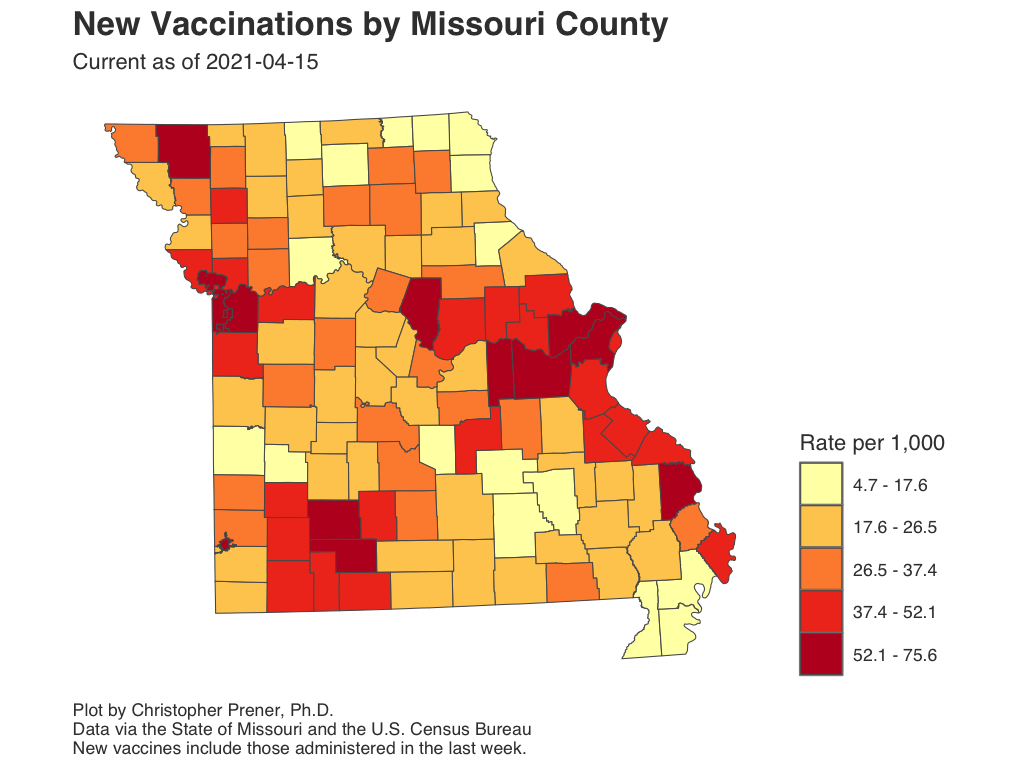 New Vaccinations by Missouri County
Current as of 2021-04-15
Rate per 1,000
4.7 - 17.6
17.6 - 26.5
26.5 - 37.4
37.4 - 52.1
52.1 - 75.6
Plot by Christopher Prener, Ph.D.
Data via the State of Missouri and the U.S. Census Bureau
New vaccines include those administered in the last week.